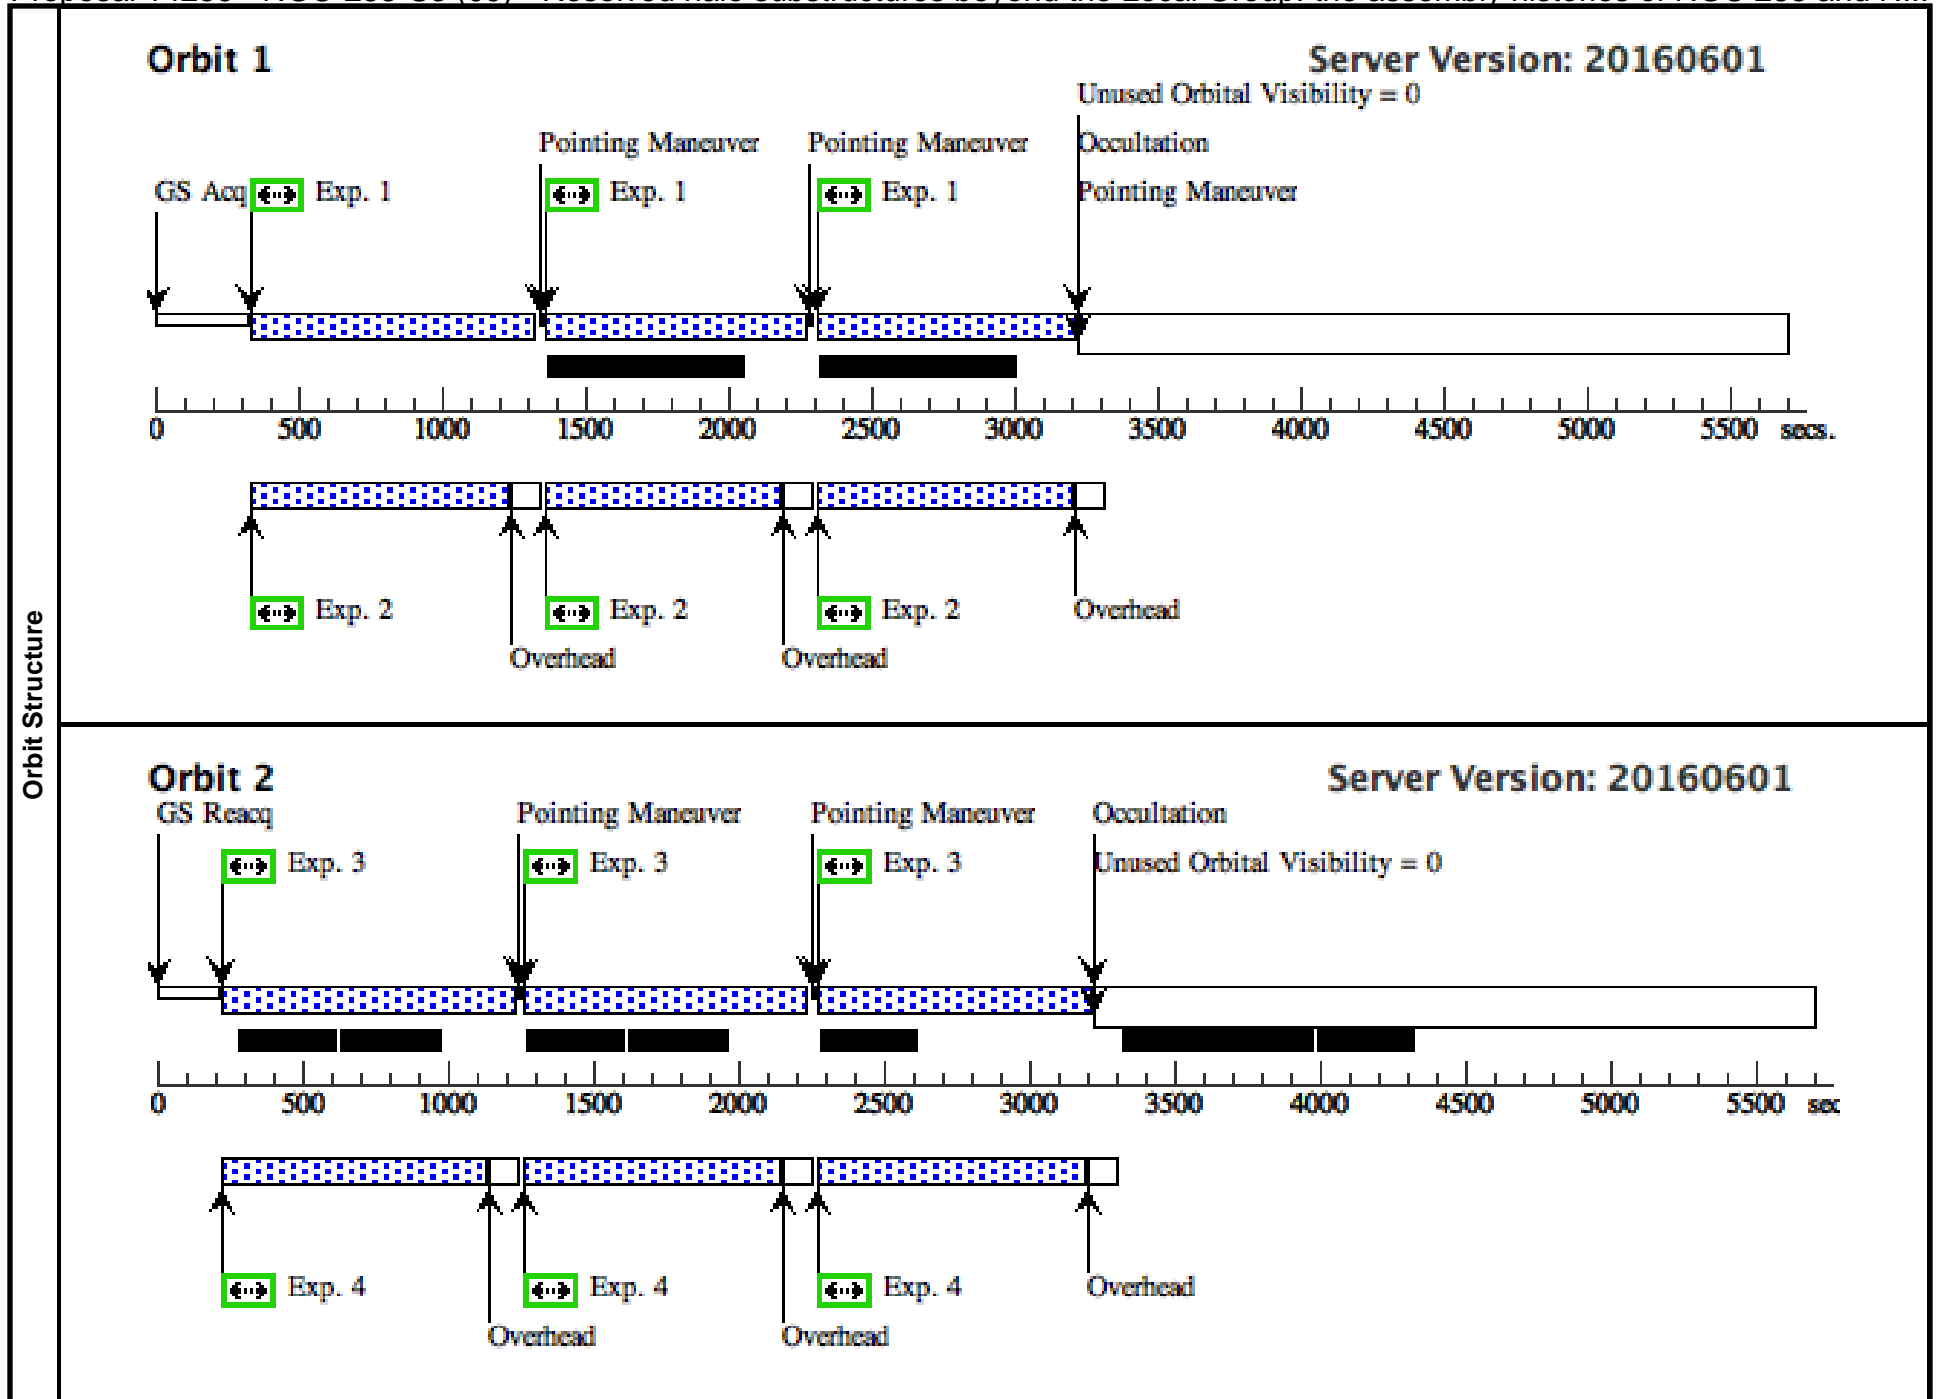 Orbit Structure
Orbit 1
Server Version: 20160601
Unused Orbital Visibility = 0
Pointing Maneuver Pointing Maneuver Occultation
GS Acq Exp. 1 Exp. 1 Exp. 1 Pointing Maneuver
0 500 1000 1500 2000 2500 3000 3500 4000 4500 5000 5500 secs.
Exp. 2 Exp. 2 Exp. 2 Overhead
Overhead Overhead
Orbit 2
Server Version: 20160601
GS Reacq Pointing Maneuver Pointing Maneuver Occultation
Exp. 3 Exp. 3 Exp. 3 Unused Orbital Visibility = 0
0 500 1000 1500 2000 2500 3000 3500 4000 4500 5000 5500 sec
Exp. 4 Exp. 4 Exp. 4 Overhead
Overhead Overhead